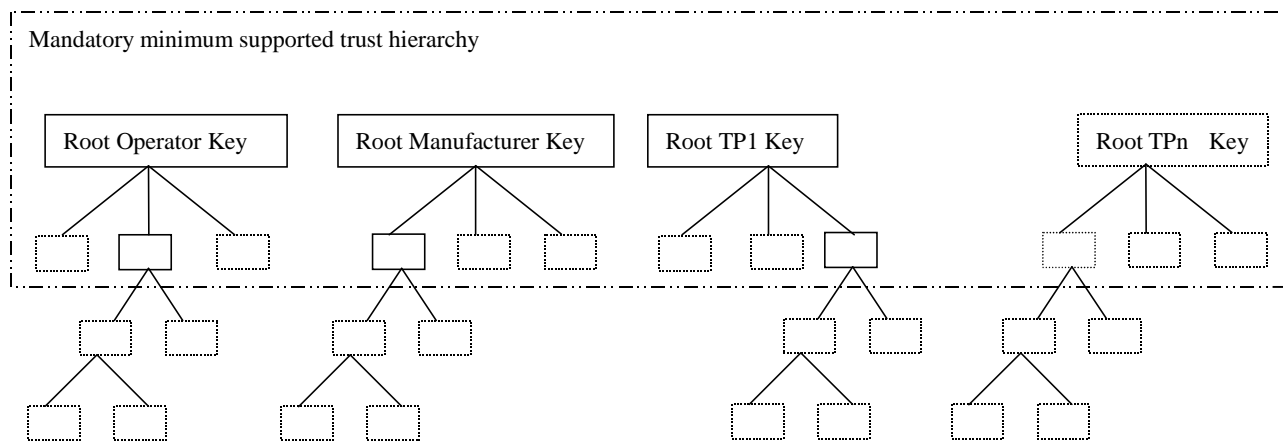 Mandatory minimum supported trust hierarchy
Root Operator Key
Root Manufacturer Key
Root TP1 Key
Root TPn Key